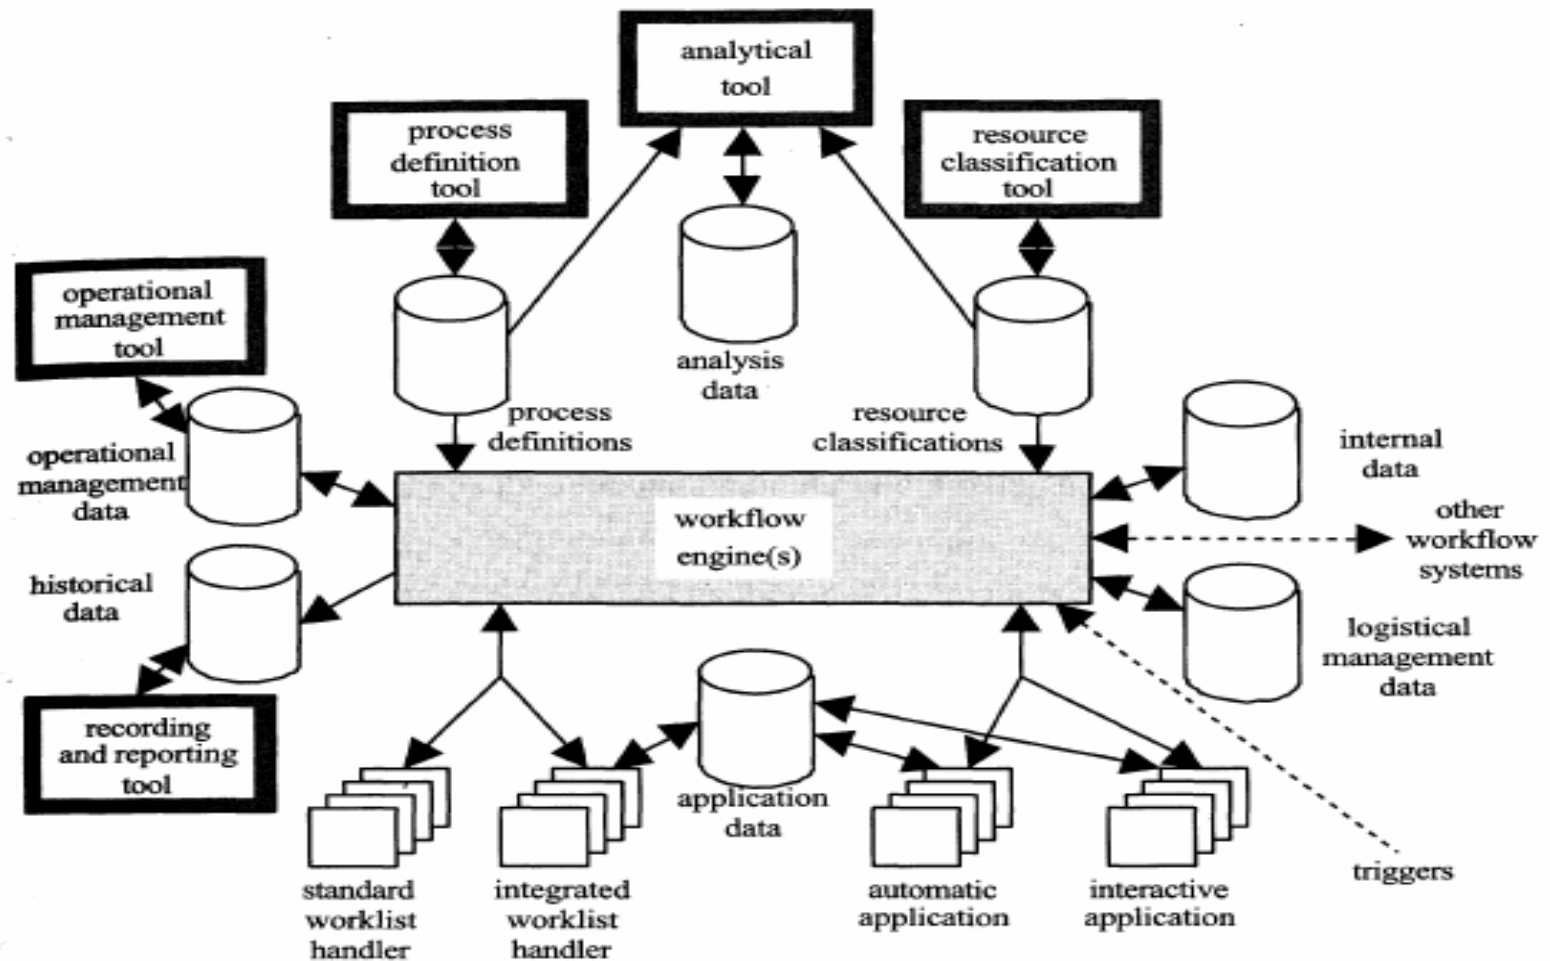 analytical
tool
process
definition
tool
resource
classification
tool
operational
management
tool
analysis
data
process
definitions
resource
classifications
operational
management
data
internal
data
workflow
engine(s)
other
workflow
systems
historical
data
logistical
management
data
recording
and reporting
tool
application
data
standard
worklist
handler
integrated
worklist
handler
automatic
application
interactive
application
triggers